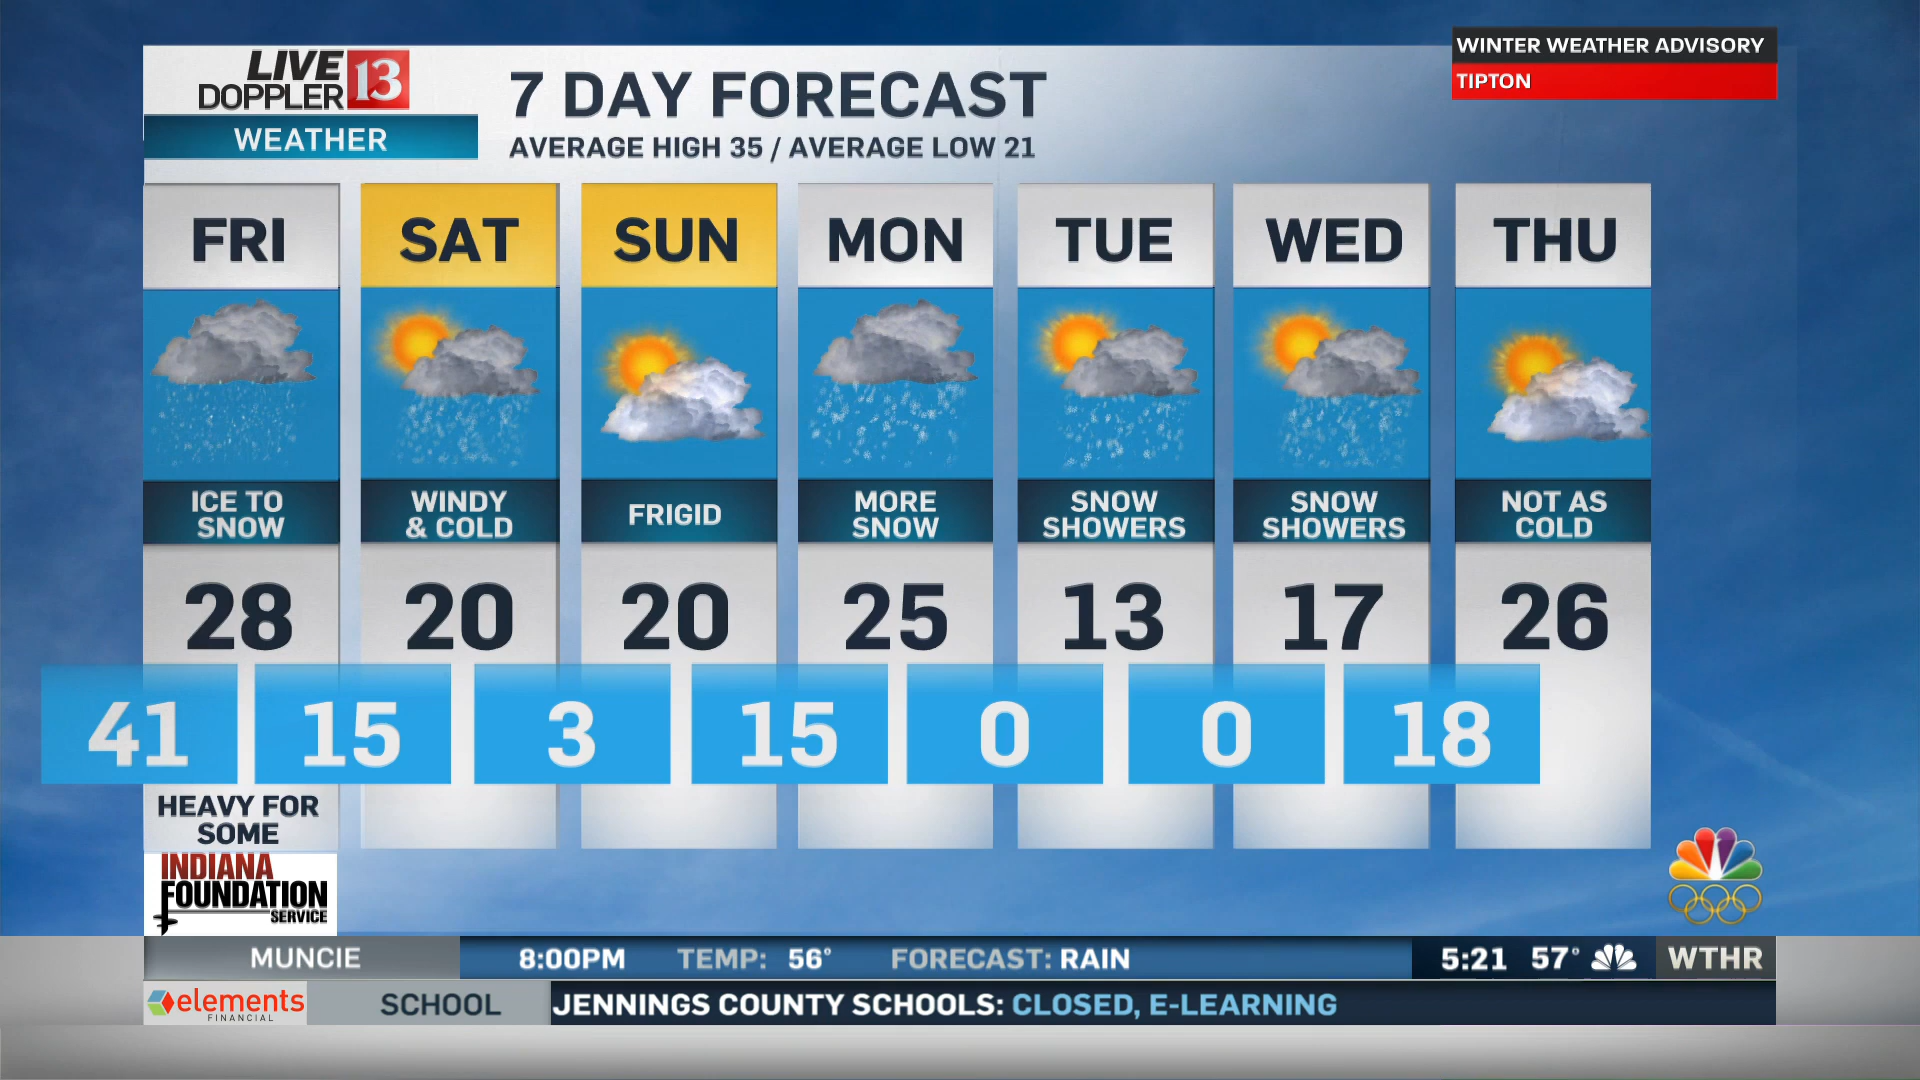 LIVE
DOPPLER 13
WEATHER
7 DAY FORECAST
AVERAGE HIGH 35 / AVERAGE LOW 21
WINTER WEATHER ADVISORY
TIPTON
FRI SAT SUN MON TUE WED THU
ICE TO
SNOW
WINDY
& COLD
FRIGID
MORE
SNOW
SNOW
SHOWERS
SNOW
SHOWERS
NOT AS
COLD
28 20 20 25 13 17 26
41 15 3 15 0 0 18
HEAVY FOR
SOME
INDIANA
FOUNDATION
SERVICE
MUNCIE 8:00PM TEMP: 56° FORECAST: RAIN 5:21 57° WTHR
elements
FINANCIAL
SCHOOL JENNINGS COUNTY SCHOOLS: CLOSED, E-LEARNING